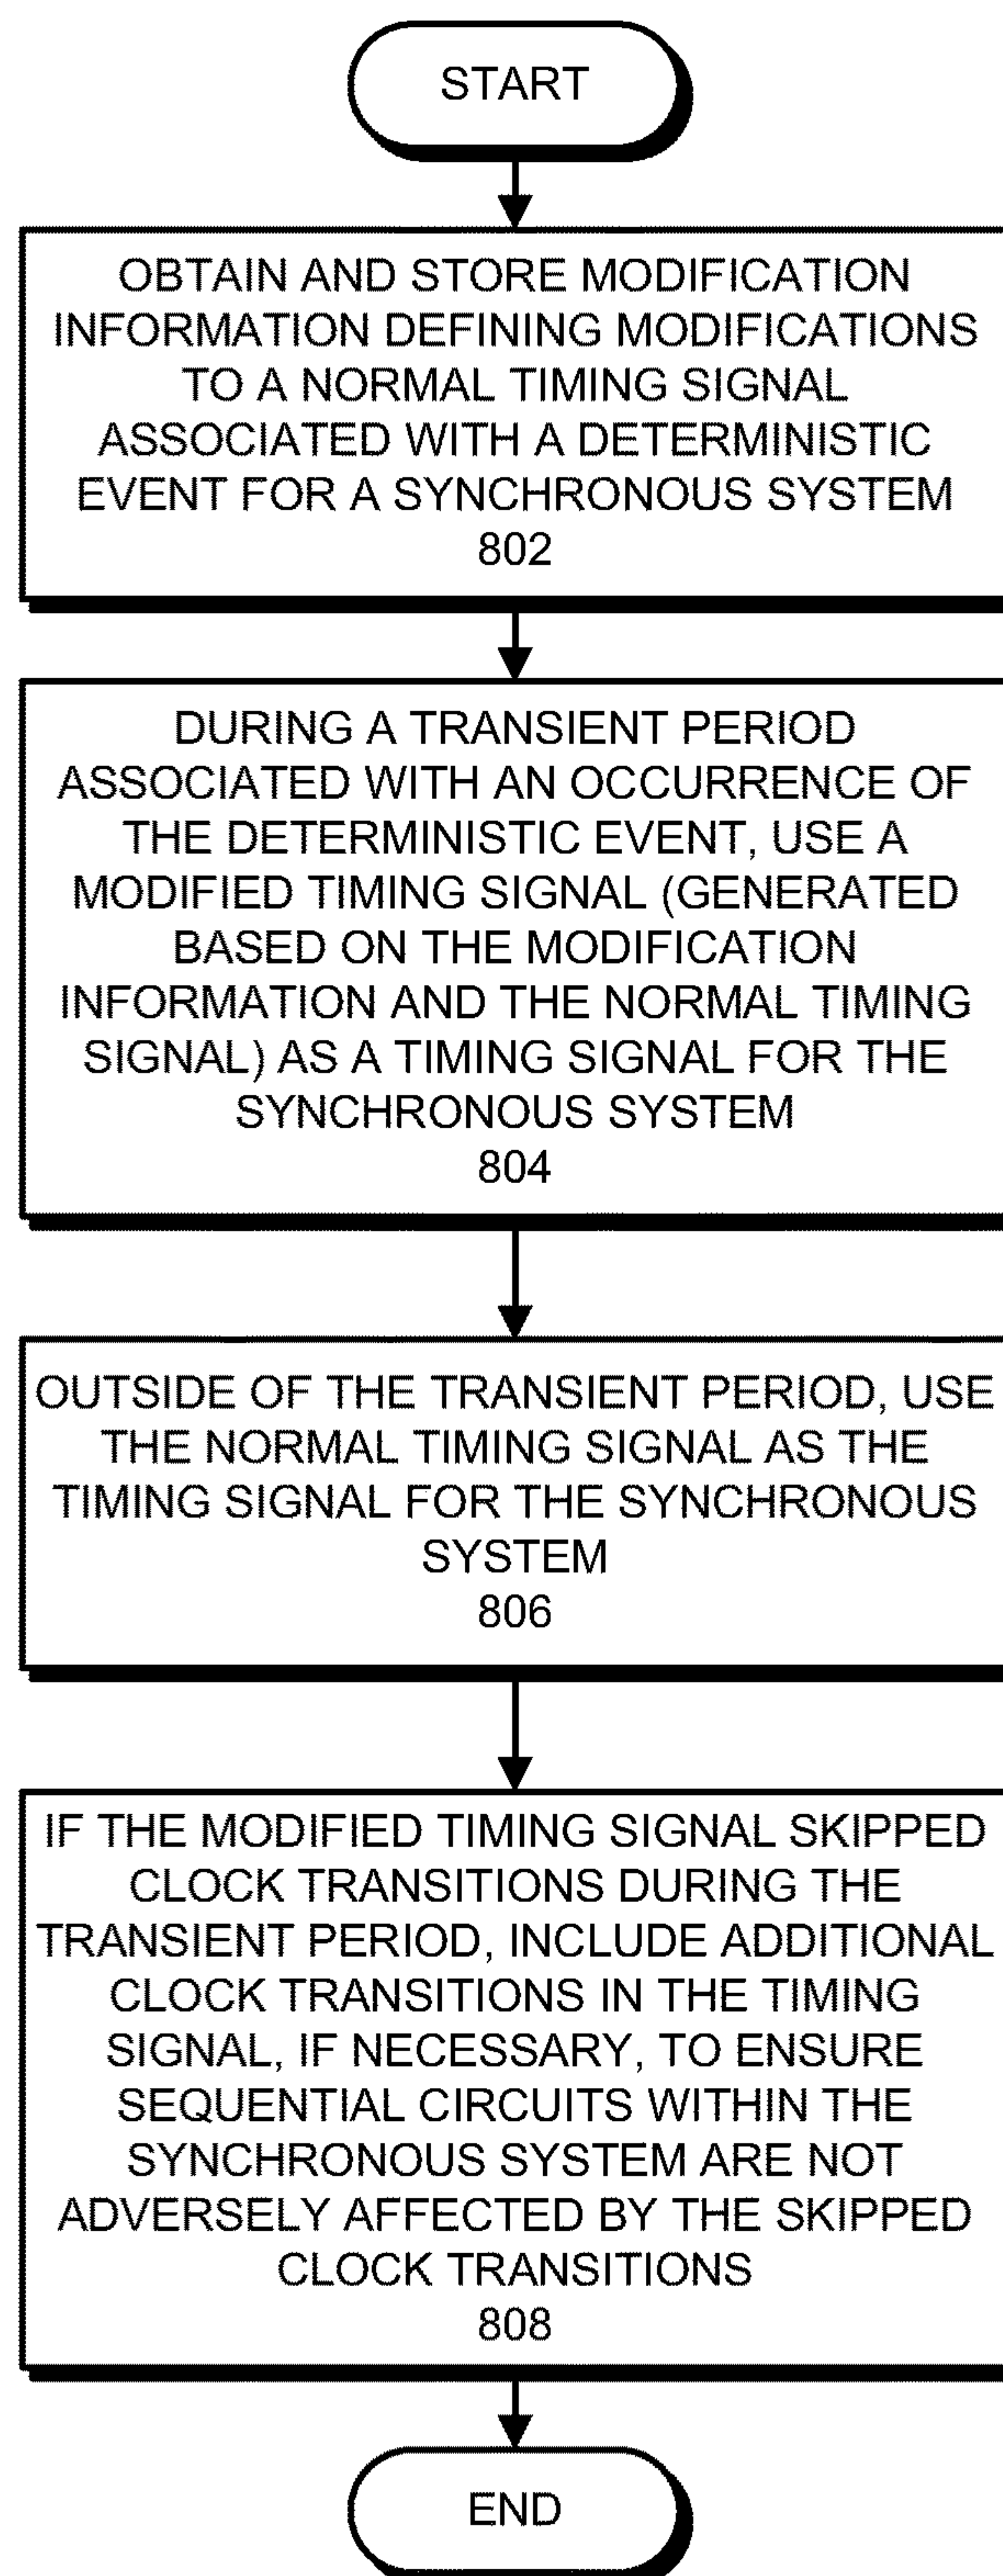 START
OBTAIN AND STORE MODIFICATION
INFORMATION DEFINING MODIFICATIONS
TO A NORMAL TIMING SIGNAL
ASSOCIATED WITH A DETERMINISTIC
EVENT FOR A SYNCHRONOUS SYSTEM
802
DURING A TRANSIENT PERIOD
ASSOCIATED WITH AN OCCURRENCE OF
THE DETERMINISTIC EVENT, USE A
MODIFIED TIMING SIGNAL (GENERATED
BASED ON THE MODIFICATION
INFORMATION AND THE NORMAL TIMING
SIGNAL) AS A TIMING SIGNAL FOR THE
SYNCHRONOUS SYSTEM
804
OUTSIDE OF THE TRANSIENT PERIOD, USE
THE NORMAL TIMING SIGNAL AS THE
TIMING SIGNAL FOR THE SYNCHRONOUS
SYSTEM
806
IF THE MODIFIED TIMING SIGNAL SKIPPED
CLOCK TRANSITIONS DURING THE
TRANSIENT PERIOD, INCLUDE ADDITIONAL
CLOCK TRANSITIONS IN THE TIMING
SIGNAL, IF NECESSARY, TO ENSURE
SEQUENTIAL CIRCUITS WITHIN THE
SYNCHRONOUS SYSTEM ARE NOT
ADVERSELY AFFECTED BY THE SKIPPED
CLOCK TRANSITIONS
808
END